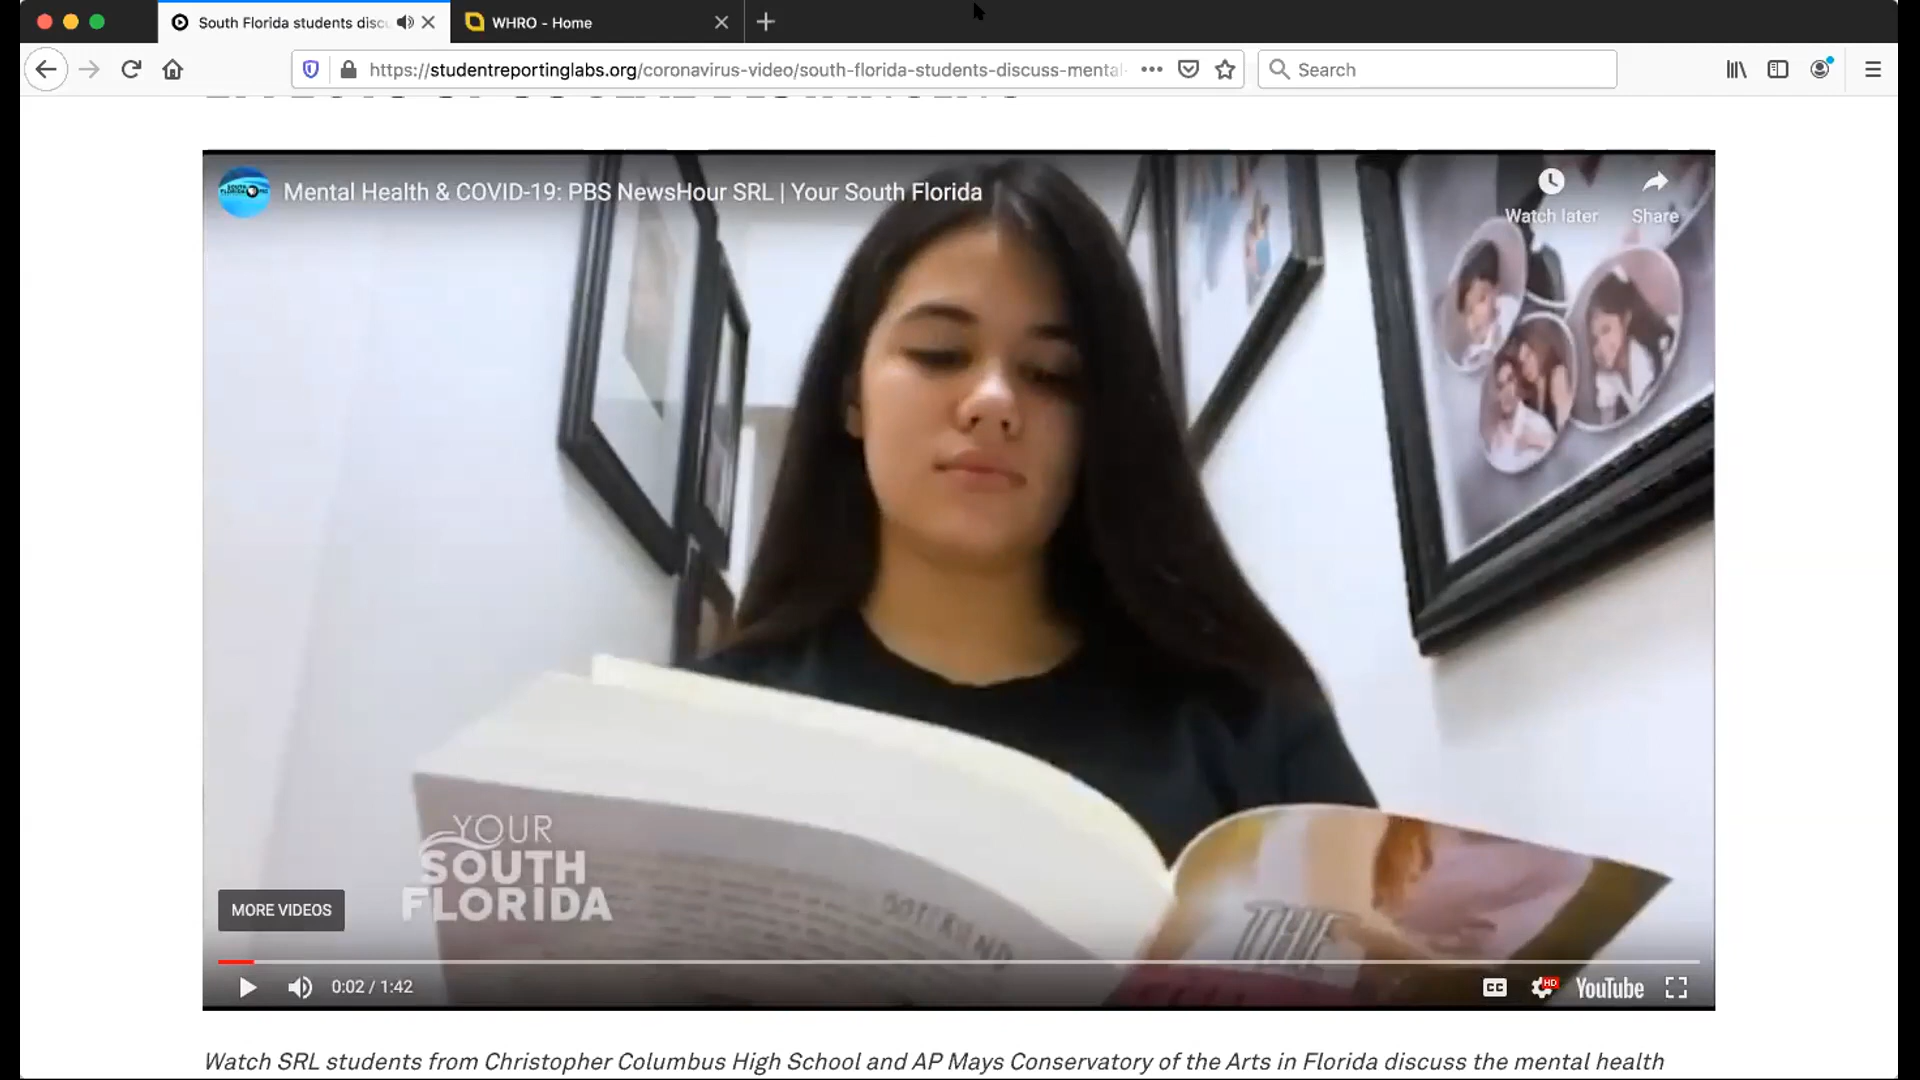 South Florida students disc
WHRO - Home
https://studentreportinglabs.org/coronavirus-video/south-florida-students-discuss-mental-
Search
Mental Health & COVID-19: PBS NewsHour SRL | Your South Florida
Watch later
Share
YOUR
SOUTH
FLORIDA
THE
MORE VIDEOS
0:02 / 1:42
CC
HD
YouTube
Watch SRL students from Christopher Columbus High School and AP Mays Conservatory of the Arts in Florida discuss the mental health